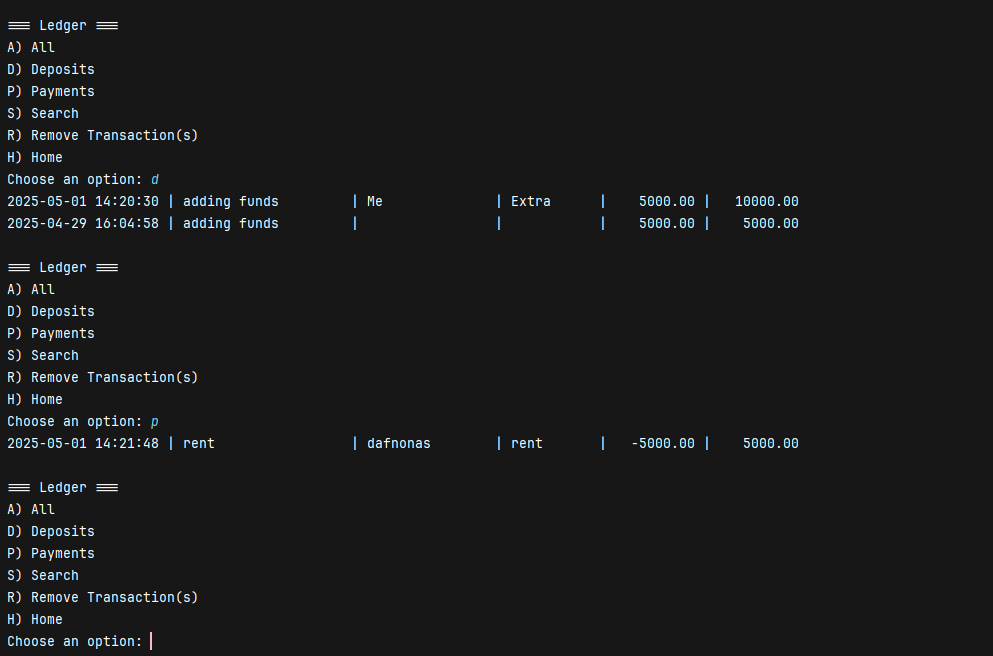 === Ledger ===
A) All
D) Deposits
P) Payments
S) Search
R) Remove Transaction(s)
H) Home
Choose an option: d
2025-05-01 14:20:30 | adding funds         | Me              | Extra      |    5000.00 |   10000.00
2025-04-29 16:04:58 | adding funds         |                 |            |    5000.00 |    5000.00
=== Ledger ===
A) All
D) Deposits
P) Payments
S) Search
R) Remove Transaction(s)
H) Home
Choose an option: p
2025-05-01 14:21:48 | rent                 | dafnonas        | rent       |   -5000.00 |    5000.00
=== Ledger ===
A) All
D) Deposits
P) Payments
S) Search
R) Remove Transaction(s)
H) Home
Choose an option: